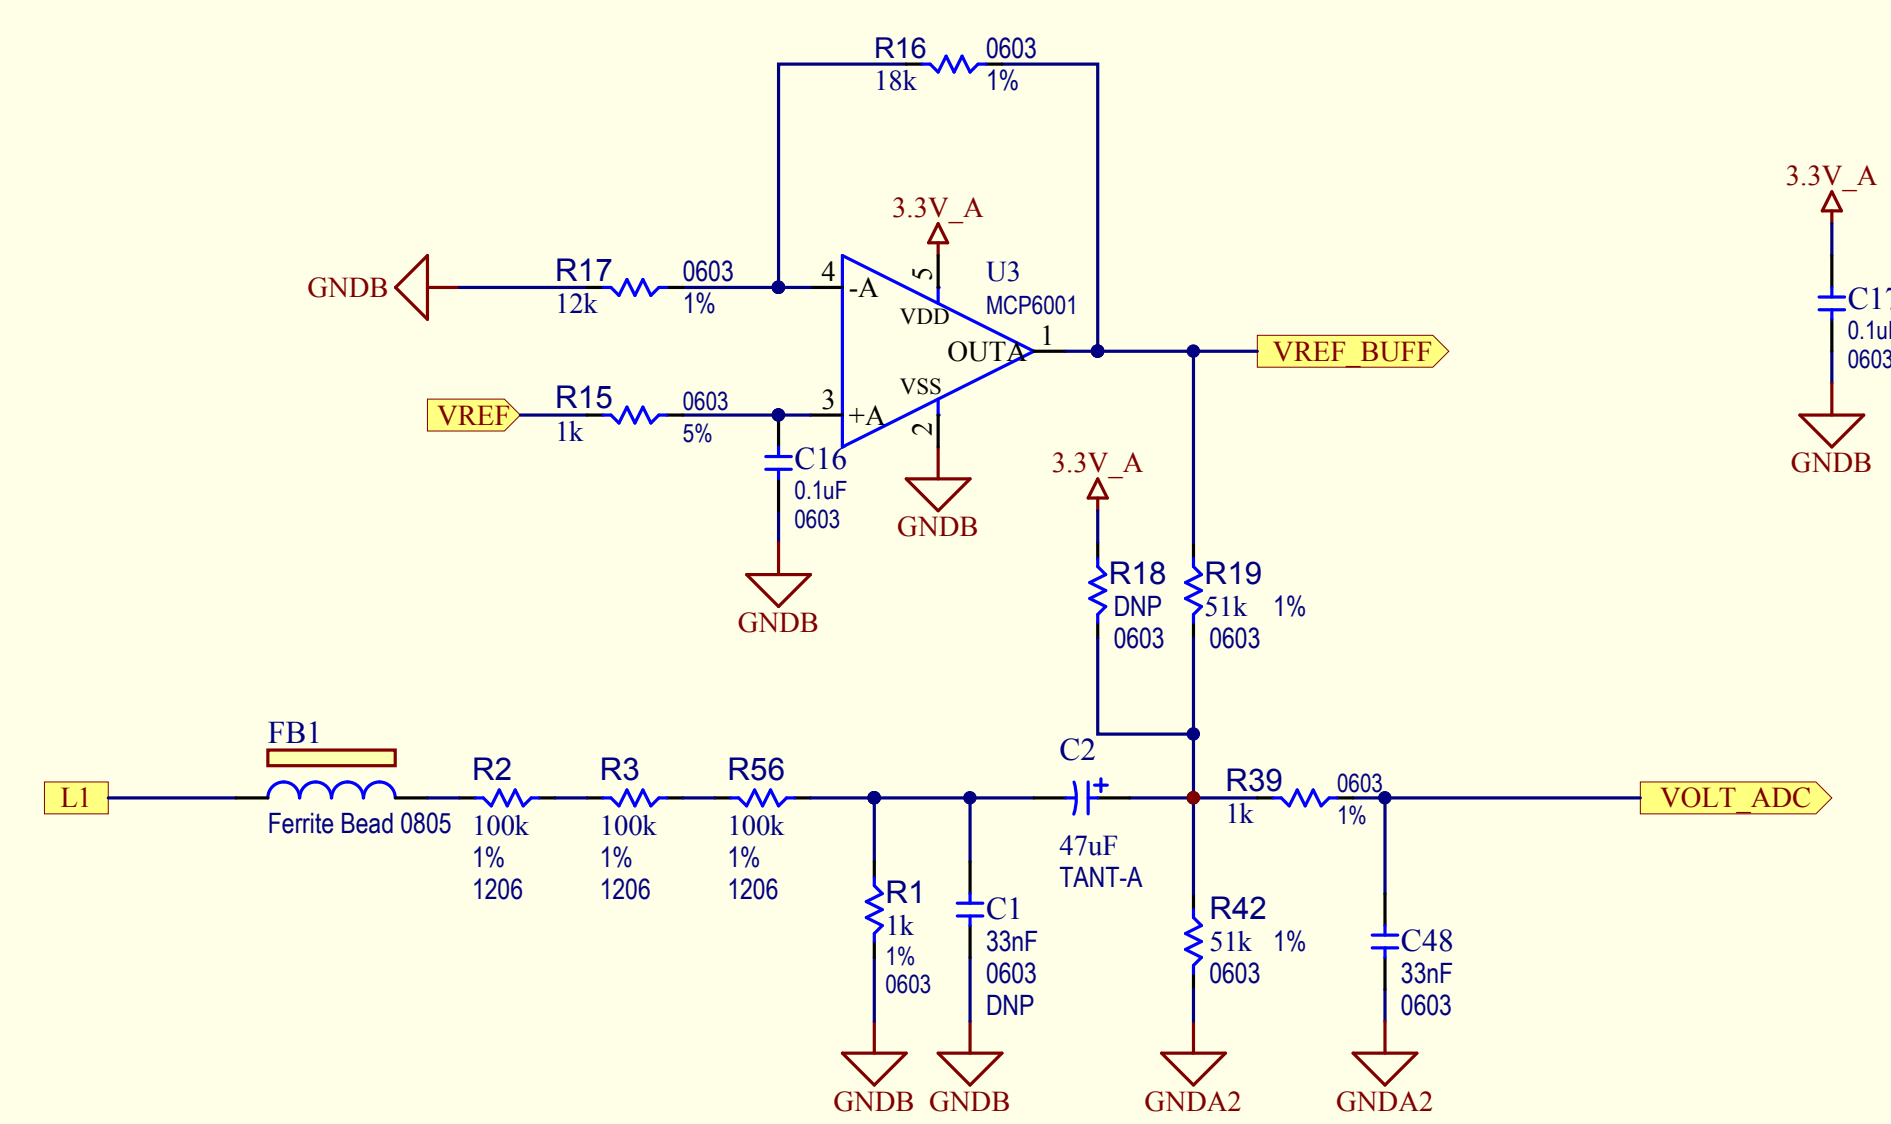 R16 0603
18k 1%
3.3V_A
3.3V_A
GNDB
R17 0603
12k 1%
4
-A
5
VDD
U3
MCP6001
OUTA
1
VREF_BUFF
C17
0.1u
0603
VREF
R15 0603
1k 5%
3
+A
VSS
2
C16
0.1uF
0603
GNDB
GNDB
GNDB
3.3V_A
R18
DNP
0603
R19
51k 1%
0603
FB1
Ferrite Bead 0805
L1
R2
100k
1%
1206
R3
100k
1%
1206
R56
100k
1%
1206
C2
47uF
TANT-A
R39 0603
1k 1%
VOLT_ADC
R1
1k
1%
0603
C1
33nF
0603
DNP
R42
51k 1%
0603
C48
33nF
0603
GNDB
GNDB
GNDA2
GNDA2